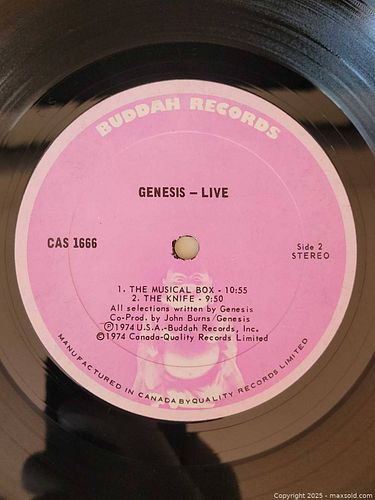 BUDDAH RECORDS
GENESIS – LIVE
CAS 1666
Side 2
STEREO
1. THE MUSICAL BOX - 10:55
2. THE KNIFE - 9:50
All selections written by Genesis
Co-Prod. by John Burns/Genesis
Ⓟ1974 U.S.A.-Buddah Records, Inc.
©1974 Canada-Quality Records Limited
MANUFACTURED IN CANADA BY QUALITY RECORDS LIMITED
Copyright 2025 - maxsold.com